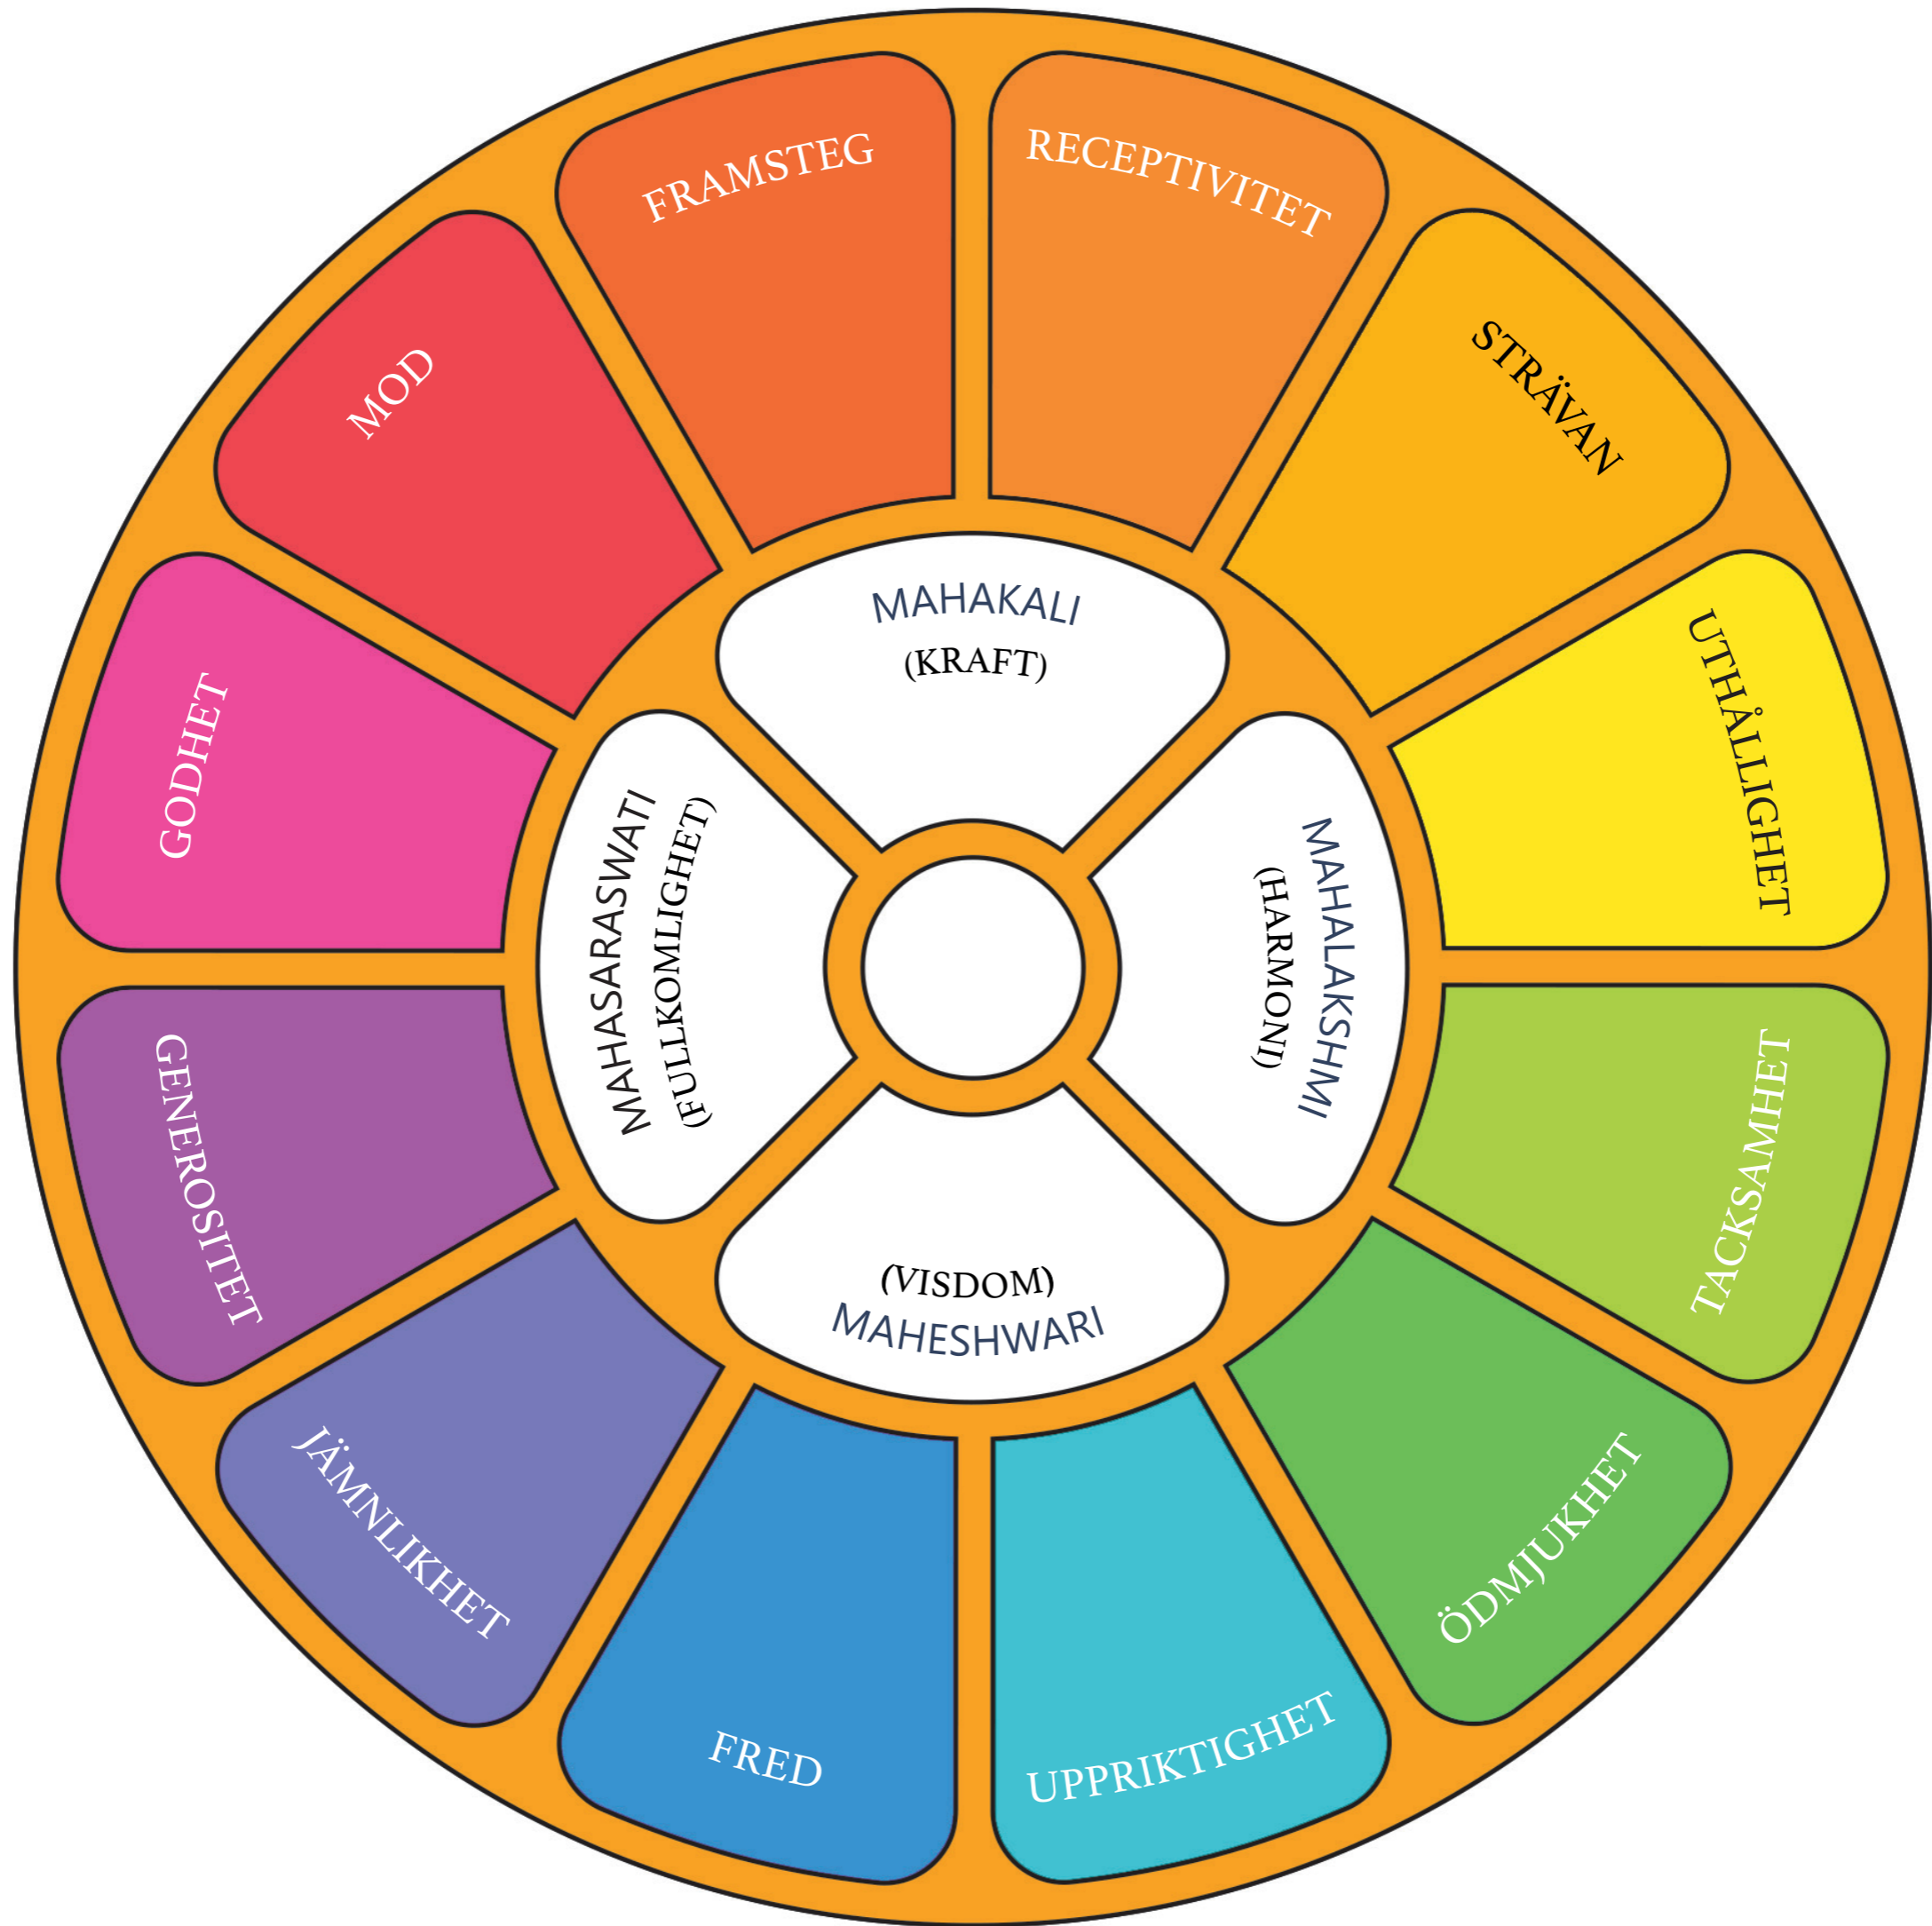 FRAMSTEG
RECEPTIVITET
STRÄVAN
UTHÅLLIGHET
TACKSAMHET
ÖDMJUKHET
UPPRIKTIGHET
FRED
JÄMNLIKHET
GENEROSITET
GODHET
MOD
MAHAKALI
(KRAFT)
MAHALAKSHMI
(HARMONI)
(VISDOM)
MAHESHWARI
MAHASARASWATI
(FULLKOMLIGHET)